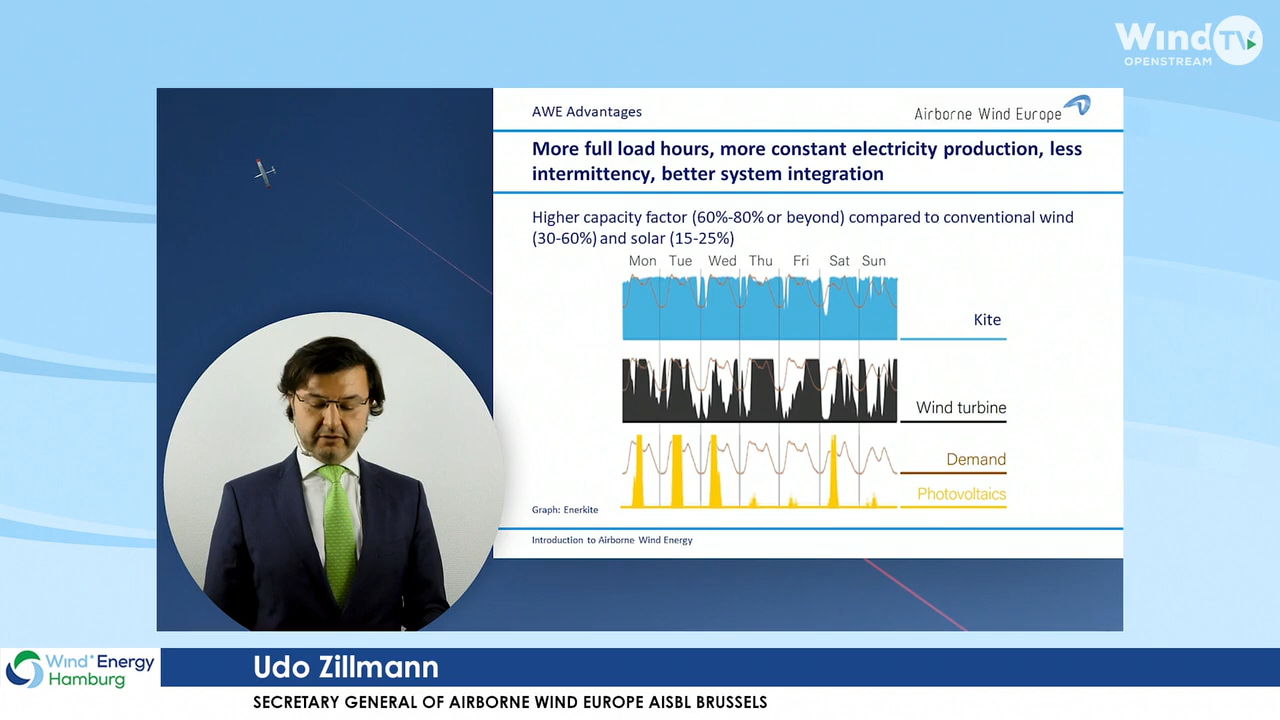 Wind TV
OPENSTREAM
AWE Advantages
Airborne Wind Europe
More full load hours, more constant electricity production, less
intermittency, better system integration
Higher capacity factor (60%-80% or beyond) compared to conventional wind
(30-60%) and solar (15-25%)
Mon Tue Wed Thu Fri Sat Sun
Kite
Wind turbine
Demand
Photovoltaics
Graph: Enerkite
Introduction to Airborne Wind Energy
Wind Energy
Hamburg
Udo Zillmann
SECRETARY GENERAL OF AIRBORNE WIND EUROPE AISBL BRUSSELS